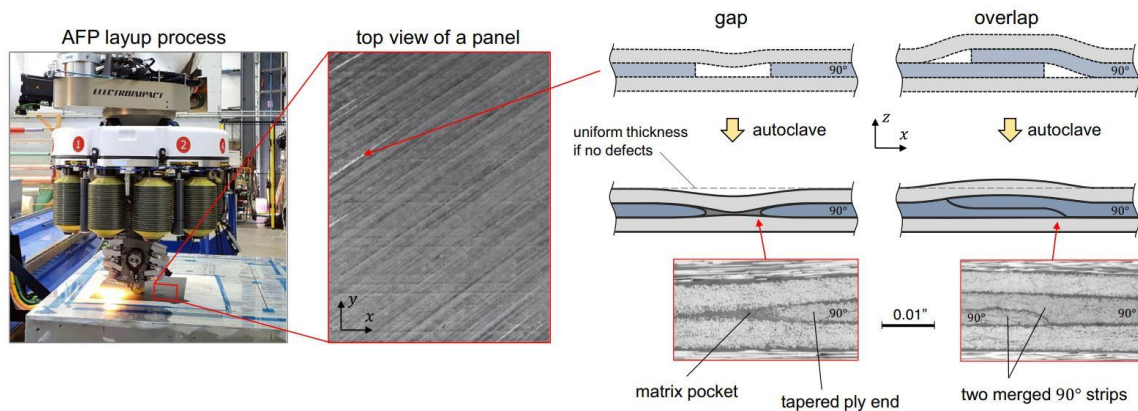 AFP layup process
ELECTROIMPACT
1
2
top view of a panel
y
x
gap
overlap
90°
90°
z
x
autoclave
autoclave
uniform thickness
if no defects
90°
90°
90°
0.01"
90°
90°
matrix pocket
tapered ply end
two merged 90° strips